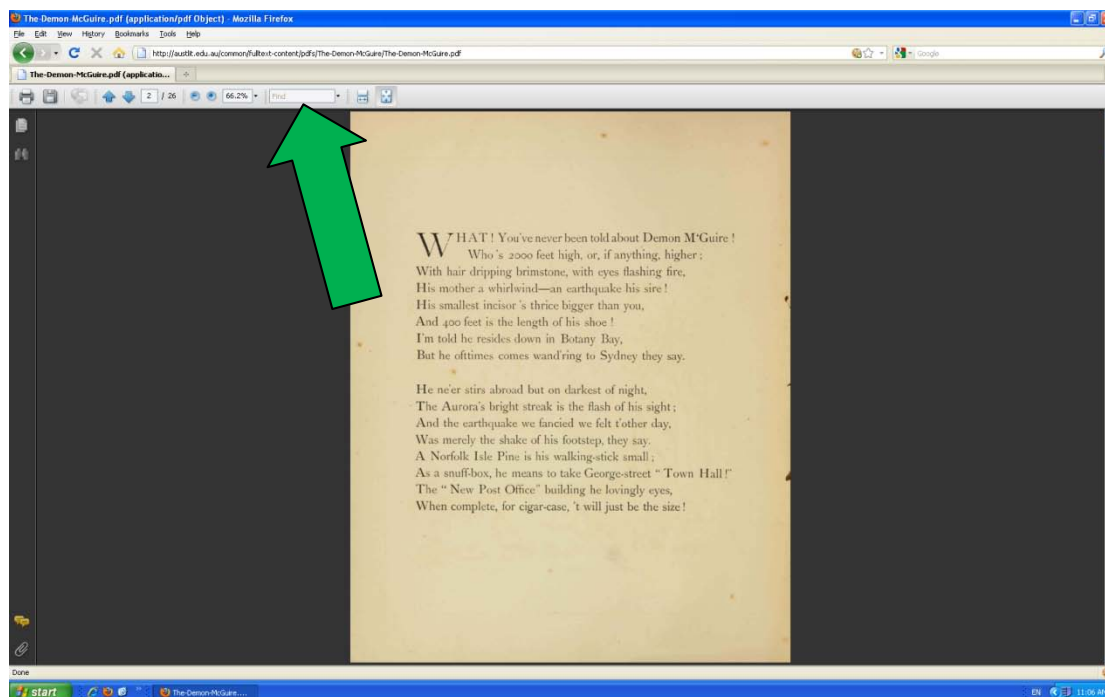 The-Demon-McGuire.pdf (application/pdf Object) - Mozilla Firefox
File Edit View History Bookmarks Tools Help
http://austlit.edu.au/common/fulltext-content/pdfs/The-Demon-McGuire/The-Demon-McGuire.pdf
Google
The-Demon-McGuire.pdf (applicatio...
2 / 26 66.2% Find
WHAT! You've never been told about Demon M'Guire!
Who's 2000 feet high, or, if anything, higher;
With hair dripping brimstone, with eyes flashing fire,
His mother a whirlwind—an earthquake his sire!
His smallest incisor's thrice bigger than you,
And 400 feet is the length of his shoe!
I'm told he resides down in Botany Bay,
But he ofttimes comes wand'ring to Sydney they say.
He ne'er stirs abroad but on darkest of night,
The Aurora's bright streak is the flash of his sight;
And the earthquake we fancied we felt t'other day,
Was merely the shake of his footstep, they say.
A Norfolk Isle Pine is his walking-stick small;
As a snuff-box, he means to take George-street "Town Hall!"
The "New Post Office" building he lovingly eyes,
When complete, for cigar-case, 't will just be the size!
Done
start
The-Demon-McGuire....
EN
11:06 AM